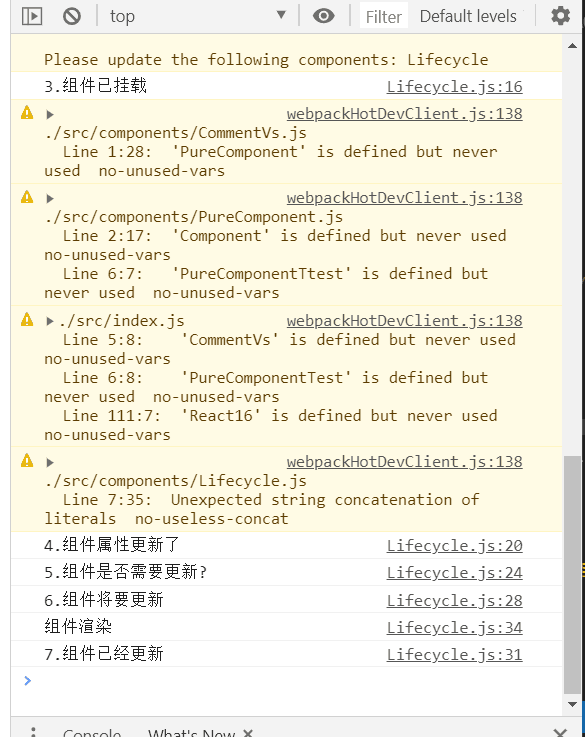 top Filter Default levels
Please update the following components: Lifecycle
3.组件已挂载 Lifecycle.js:16
webpackHotDevClient.js:138
./src/components/CommentVs.js
Line 1:28: 'PureComponent' is defined but never
used no-unused-vars
webpackHotDevClient.js:138
./src/components/PureComponent.js
Line 2:17: 'Component' is defined but never used
no-unused-vars
Line 6:7: 'PureComponentTtest' is defined but
never used no-unused-vars
./src/index.js webpackHotDevClient.js:138
Line 5:8: 'CommentVs' is defined but never used
no-unused-vars
Line 6:8: 'PureComponentTest' is defined but
never used no-unused-vars
Line 111:7: 'React16' is defined but never used
no-unused-vars
webpackHotDevClient.js:138
./src/components/Lifecycle.js
Line 7:35: Unexpected string concatenation of
literals no-useless-concat
4.组件属性更新了 Lifecycle.js:20
5.组件是否需要更新? Lifecycle.js:24
6.组件将要更新 Lifecycle.js:28
组件渲染 Lifecycle.js:34
7.组件已经更新 Lifecycle.js:31
Console What's New